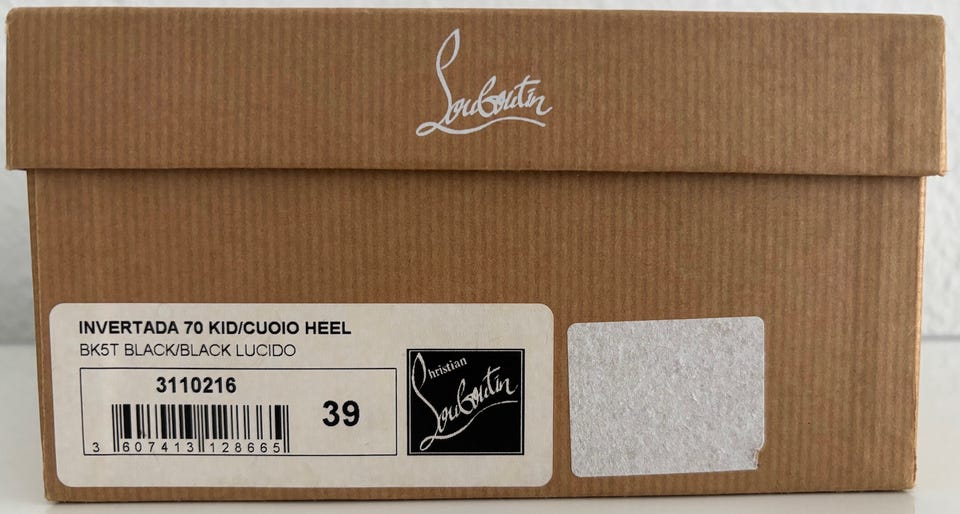 Louboutin
INVERTADA 70 KID/CUOIO HEEL
BK5T BLACK/BLACK LUCIDO
3110216
39
3 607413 128665
Christian
Louboutin